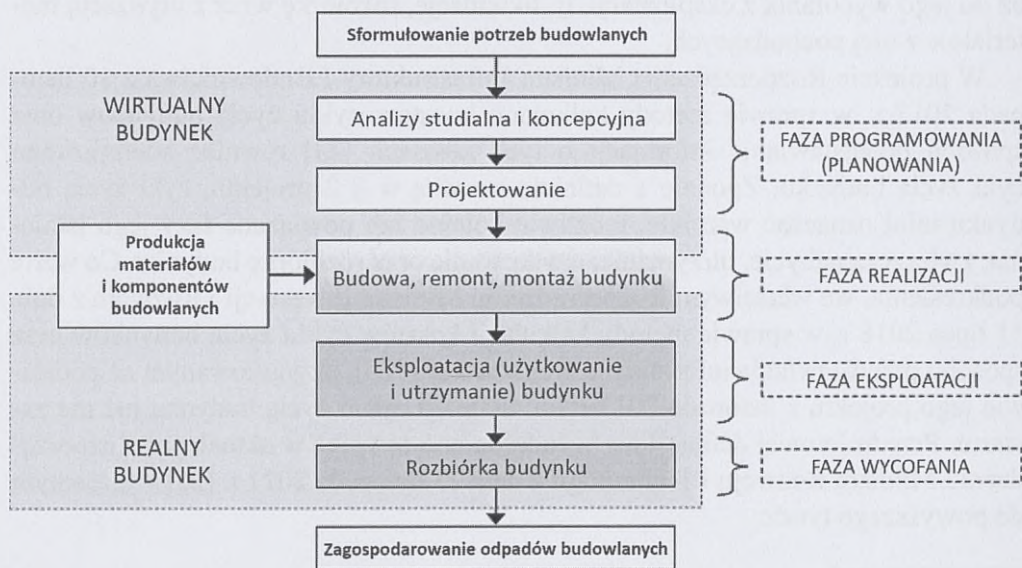 Sformułowanie potrzeb budowlanych
WIRTUALNY
BUDYNEK
Analizy studialna i koncepcyjna
FAZA PROGRAMOWANIA
(PLANOWANIA)
Projektowanie
Produkcja
materiałów
i komponentów
budowlanych
Budowa, remont, montaż budynku
FAZA REALIZACJI
Eksploatacja (użytkowanie
i utrzymanie) budynku
FAZA EKSPLOATACJI
REALNY
BUDYNEK
Rozbiórka budynku
FAZA WYCOFANIA
Zagospodarowanie odpadów budowlanych